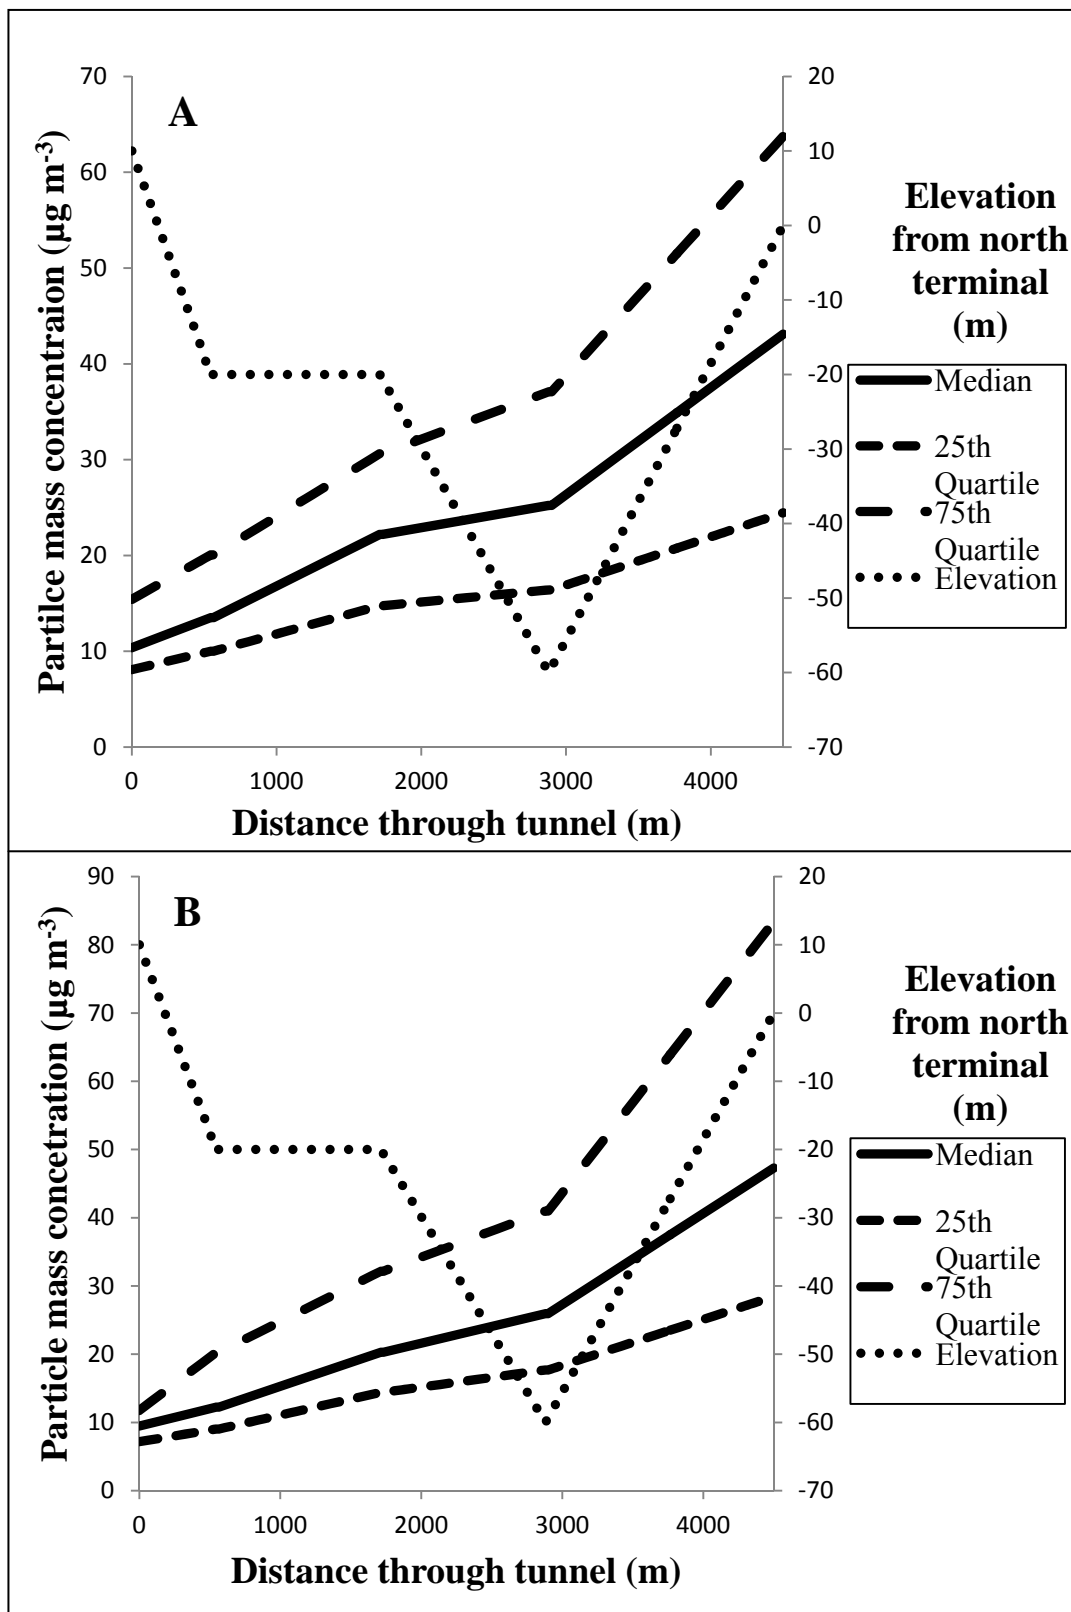 A
Partilce mass concentraion (µg m-3)
70
60
50
40
30
20
10
0
0 1000 2000 3000 4000
Distance through tunnel (m)
20
10
0
-10
-20
-30
-40
-50
-60
-70
Elevation
from north
terminal
(m)
Median
25th
Quartile
75th
Quartile
Elevation
B
Particle mass concetration (µg m-3)
90
80
70
60
50
40
30
20
10
0
0 1000 2000 3000 4000
Distance through tunnel (m)
20
10
0
-10
-20
-30
-40
-50
-60
-70
Elevation
from north
terminal
(m)
Median
25th
Quartile
75th
Quartile
Elevation